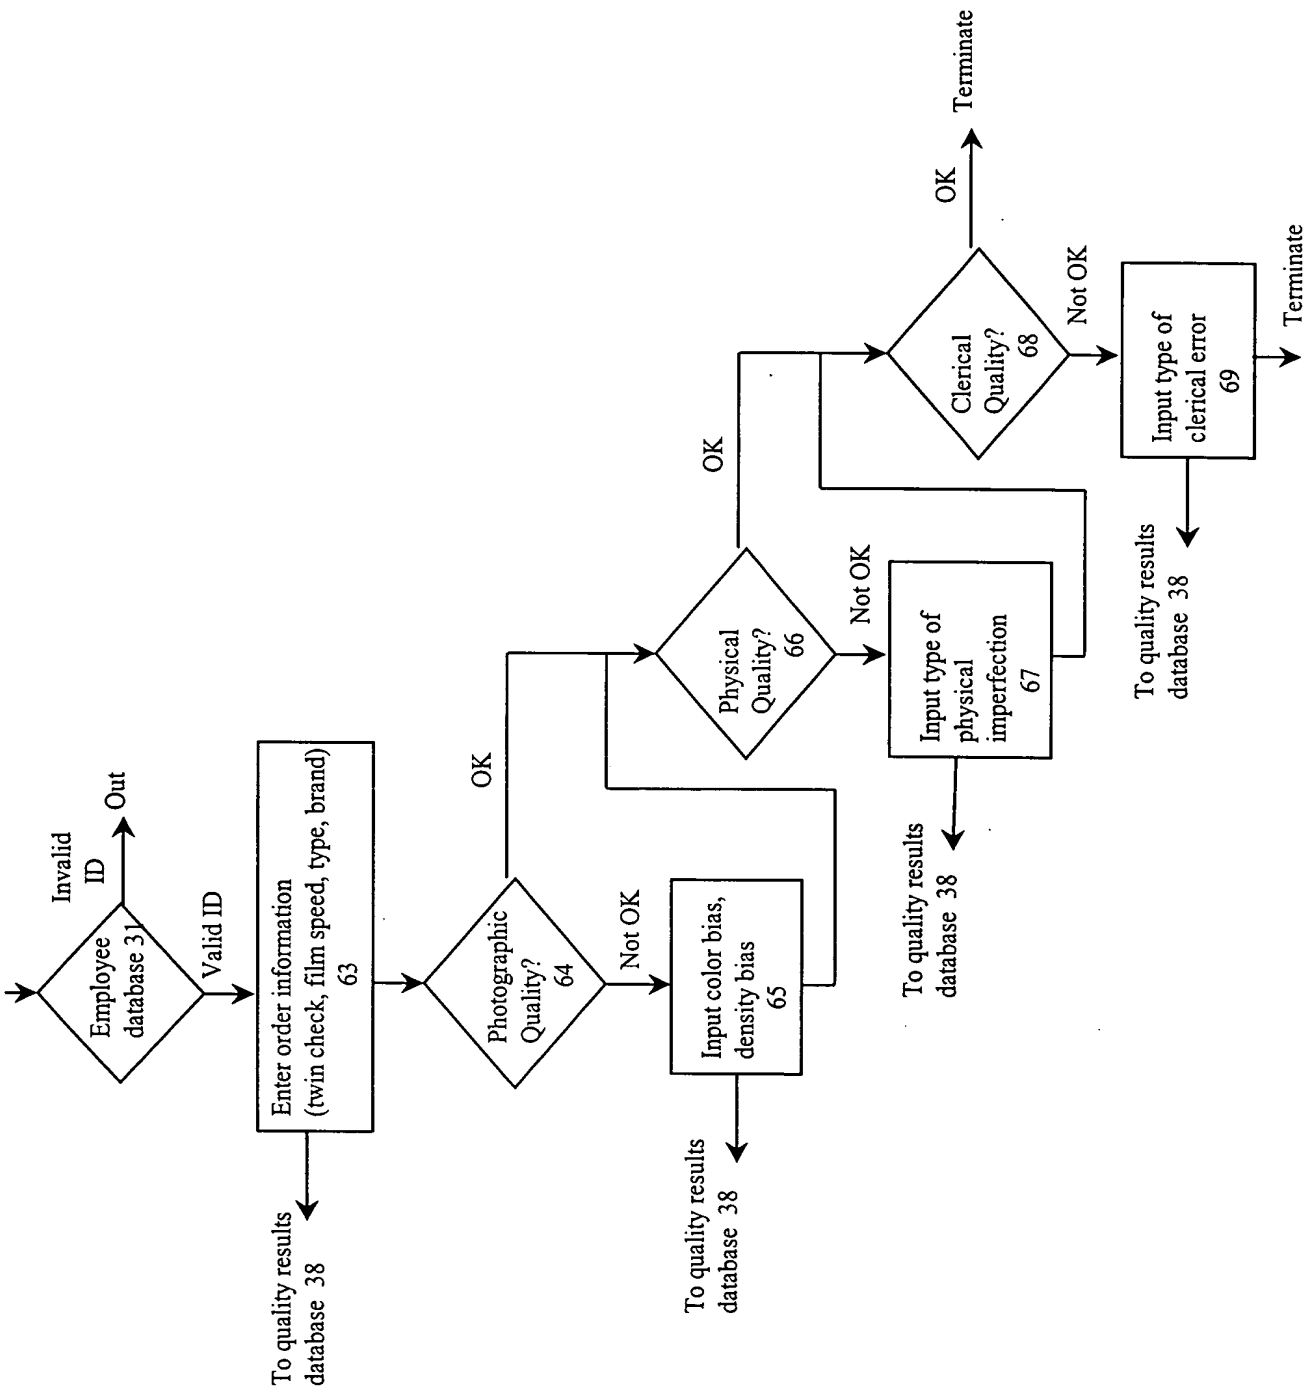 Invalid
ID
Out
Employee
database 31
Valid ID
Enter order information
(twin check, film speed, type, brand)
63
To quality results
database 38
Photographic
Quality?
64
OK
Not OK
Input color bias,
density bias
65
To quality results
database 38
Physical
Quality?
66
OK
Not OK
Input type of
physical
imperfection
67
To quality results
database 38
Clerical
Quality?
68
OK
Terminate
Not OK
Input type of
clerical error
69
To quality results
database 38
Terminate